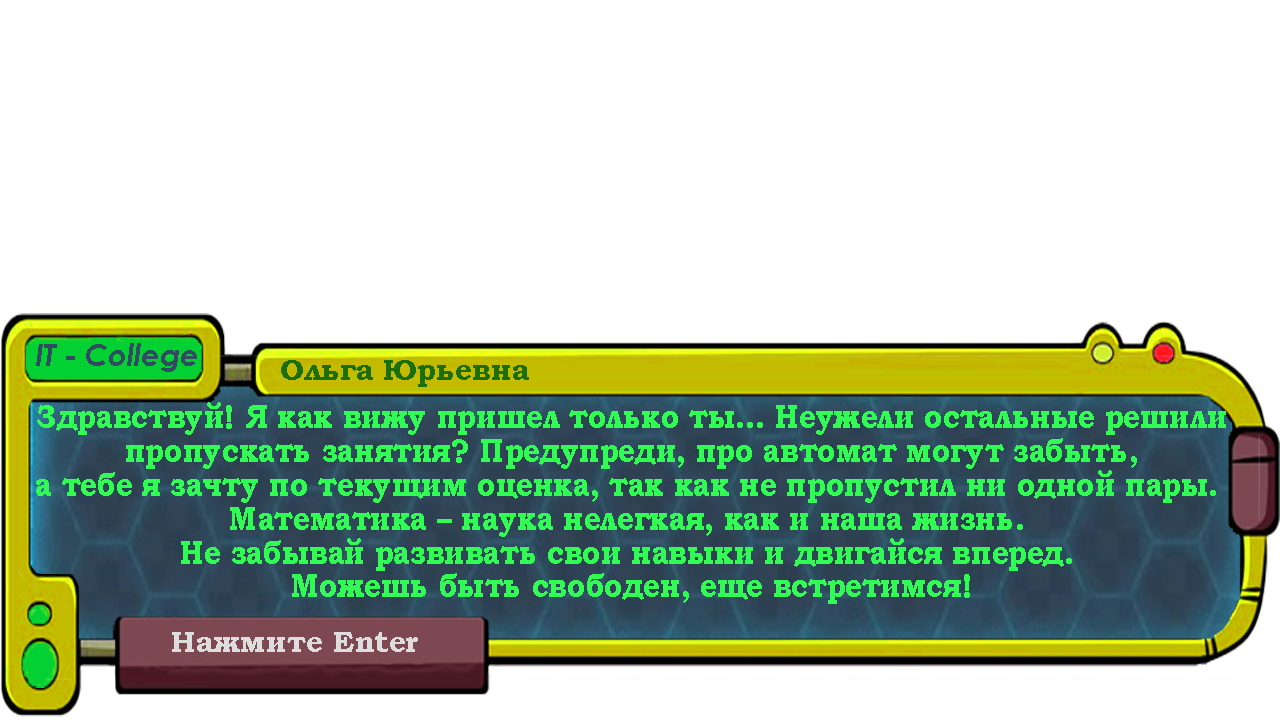 IT - College
Ольга Юрьевна
Здравствуй! Я как вижу пришел только ты... Неужели остальные решили
пропускать занятия? Предупреди, про автомат могут забыть,
а тебе я зачту по текущим оценка, так как не пропустил ни одной пары.
Математика – наука нелегкая, как и наша жизнь.
Не забывай развивать свои навыки и двигайся вперед.
Можешь быть свободен, еще встретимся!
Нажмите Enter